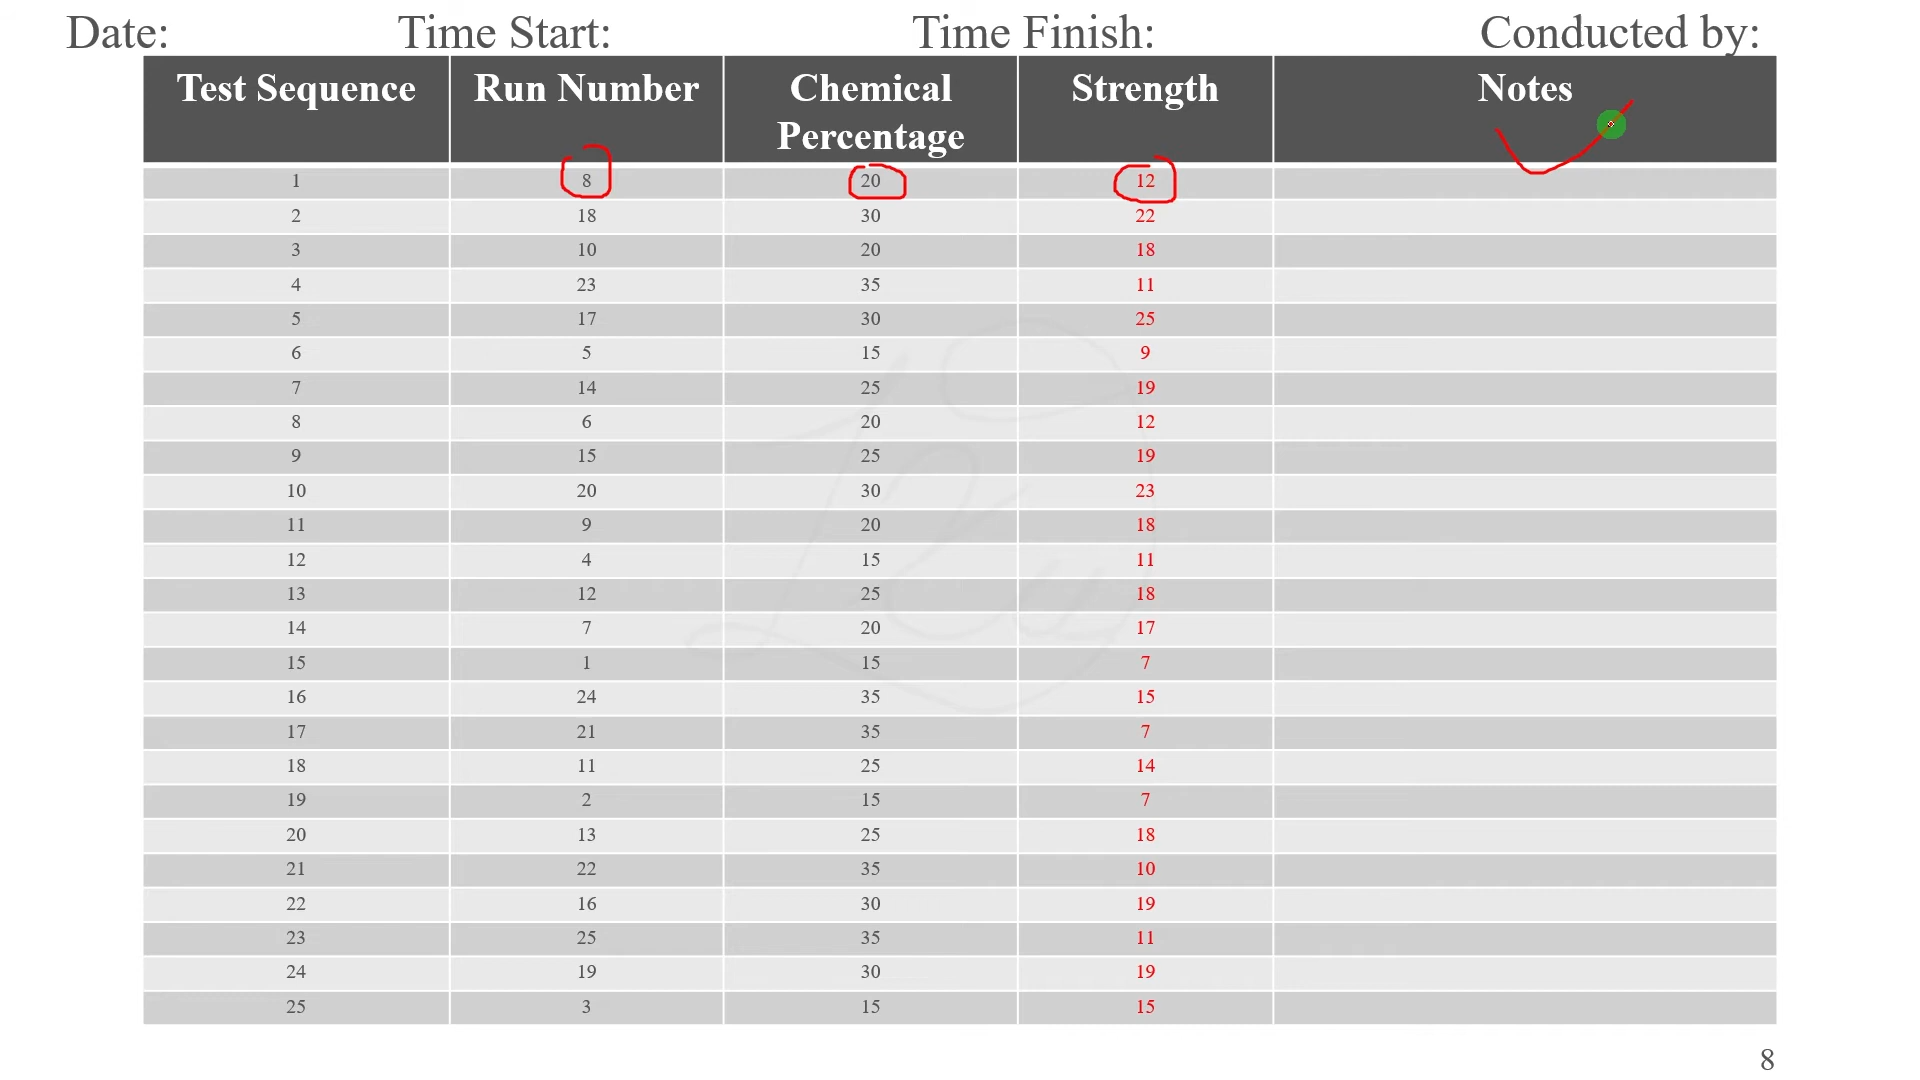 Date: Time Start: Time Finish: Conducted by:
Test Sequence Run Number Chemical Percentage Strength Notes
1 8 20 12
2 18 30 22
3 10 20 18
4 23 35 11
5 17 30 25
6 5 15 9
7 14 25 19
8 6 20 12
9 15 25 19
10 20 30 23
11 9 20 18
12 4 15 11
13 12 25 18
14 7 20 17
15 1 15 7
16 24 35 15
17 21 35 7
18 11 25 14
19 2 15 7
20 13 25 18
21 22 35 10
22 16 30 19
23 25 35 11
24 19 30 19
25 3 15 15
8